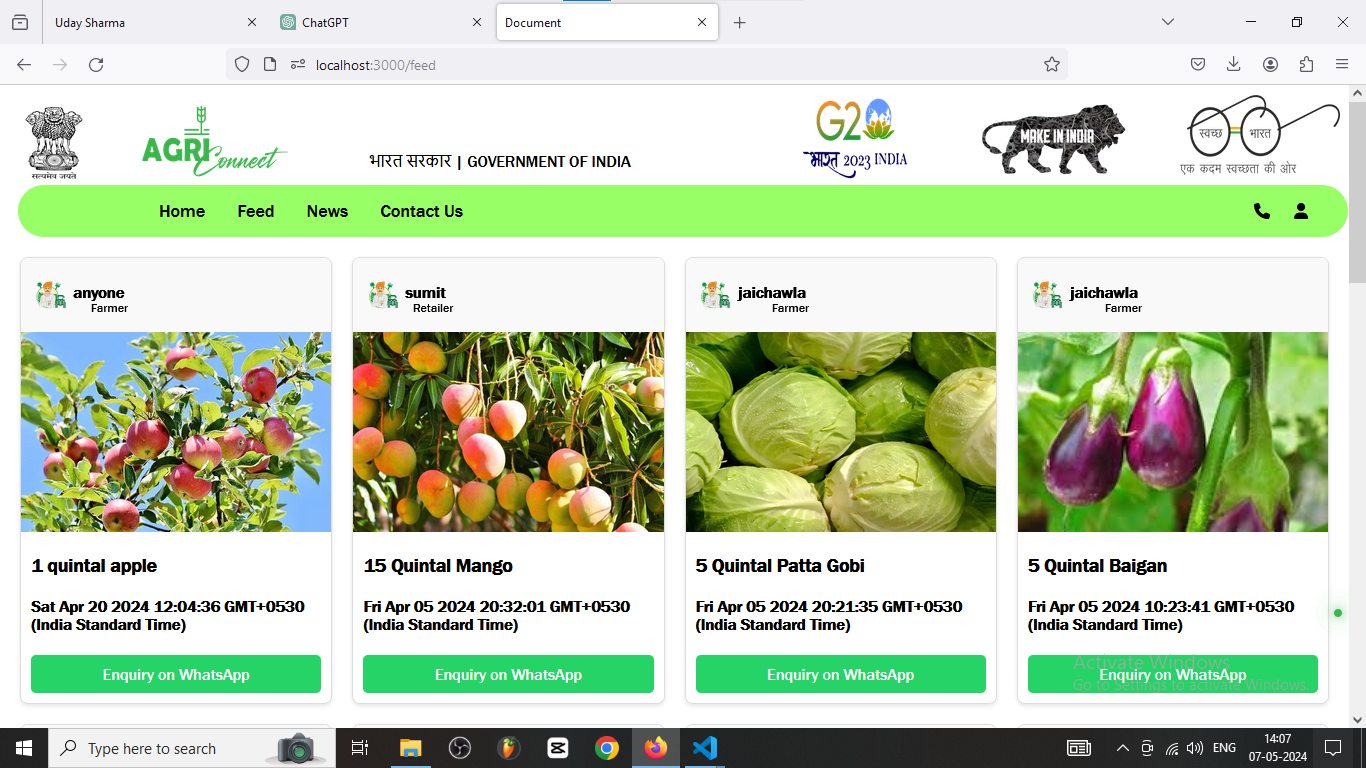 Uday Sharma
ChatGPT
Document
localhost:3000/feed
सत्यमेव जयते
AGRI Connect
भारत सरकार | GOVERNMENT OF INDIA
G20
भारत 2023 INDIA
MAKE IN INDIA
स्वच्छ भारत
एक कदम स्वच्छता की ओर
Home Feed News Contact Us
anyone
Farmer
1 quintal apple
Sat Apr 20 2024 12:04:36 GMT+0530
(India Standard Time)
Enquiry on WhatsApp
sumit
Retailer
15 Quintal Mango
Fri Apr 05 2024 20:32:01 GMT+0530
(India Standard Time)
Enquiry on WhatsApp
jaichawla
Farmer
5 Quintal Patta Gobi
Fri Apr 05 2024 20:21:35 GMT+0530
(India Standard Time)
Enquiry on WhatsApp
jaichawla
Farmer
5 Quintal Baigan
Fri Apr 05 2024 10:23:41 GMT+0530
(India Standard Time)
Enquiry on WhatsApp
Activate Windows
Go to Settings to activate Windows.
Type here to search
ENG
14:07
07-05-2024